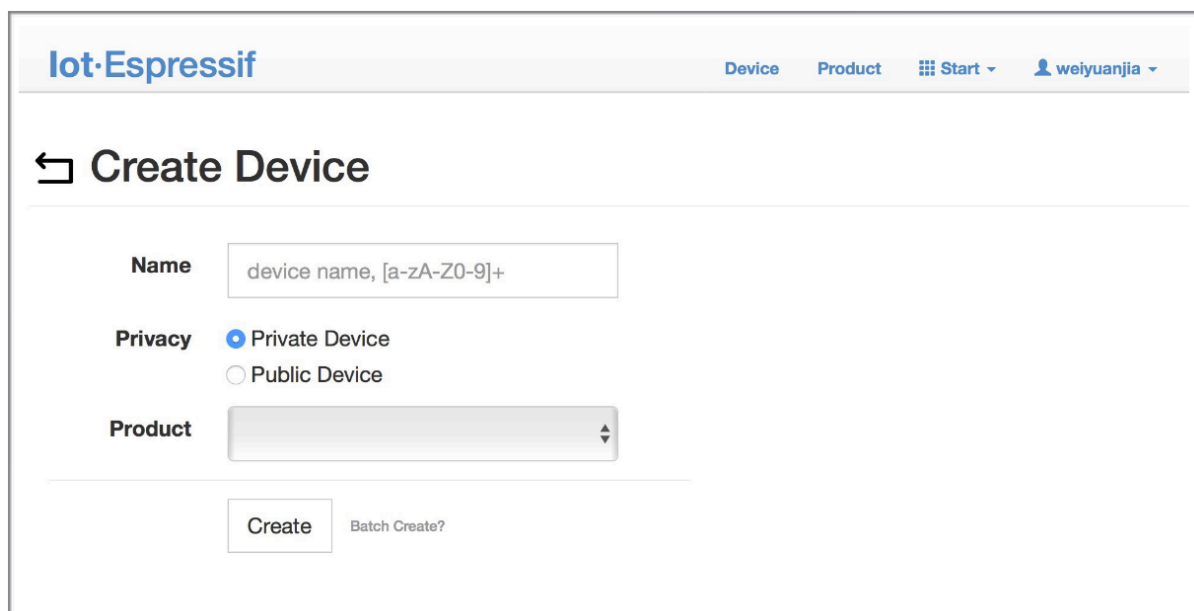 Iot·Espressif
Device Product Start weiyuanjia
Create Device
Name device name, [a-zA-Z0-9]+
Privacy Private Device
Public Device
Product
Create Batch Create?